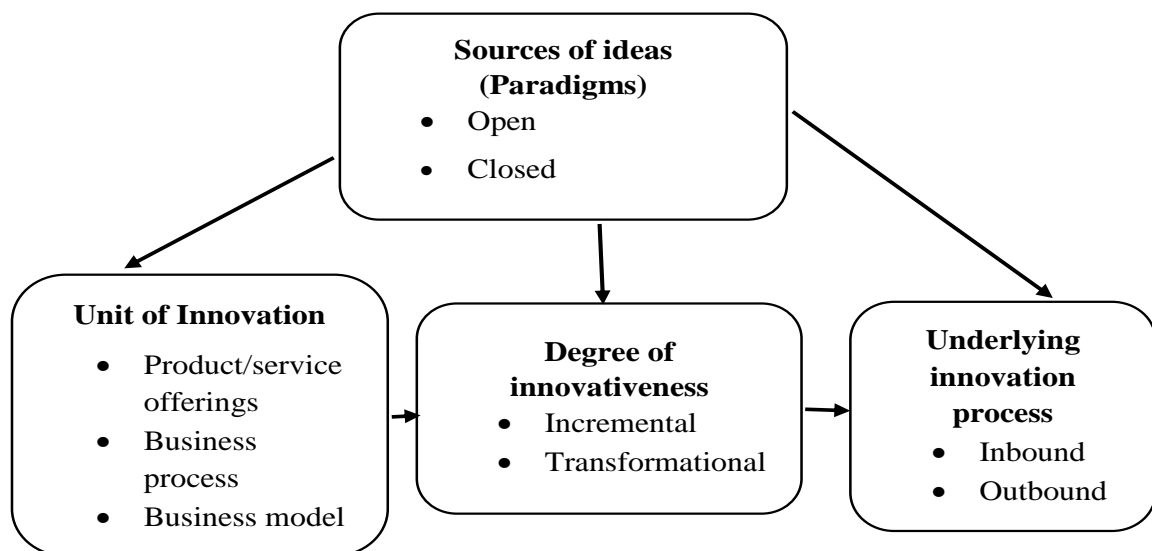 Sources of ideas
(Paradigms)
• Open
• Closed
Unit of Innovation
• Product/service
offerings
• Business
process
• Business model
Degree of
innovativeness
• Incremental
• Transformational
Underlying
innovation
process
• Inbound
• Outbound